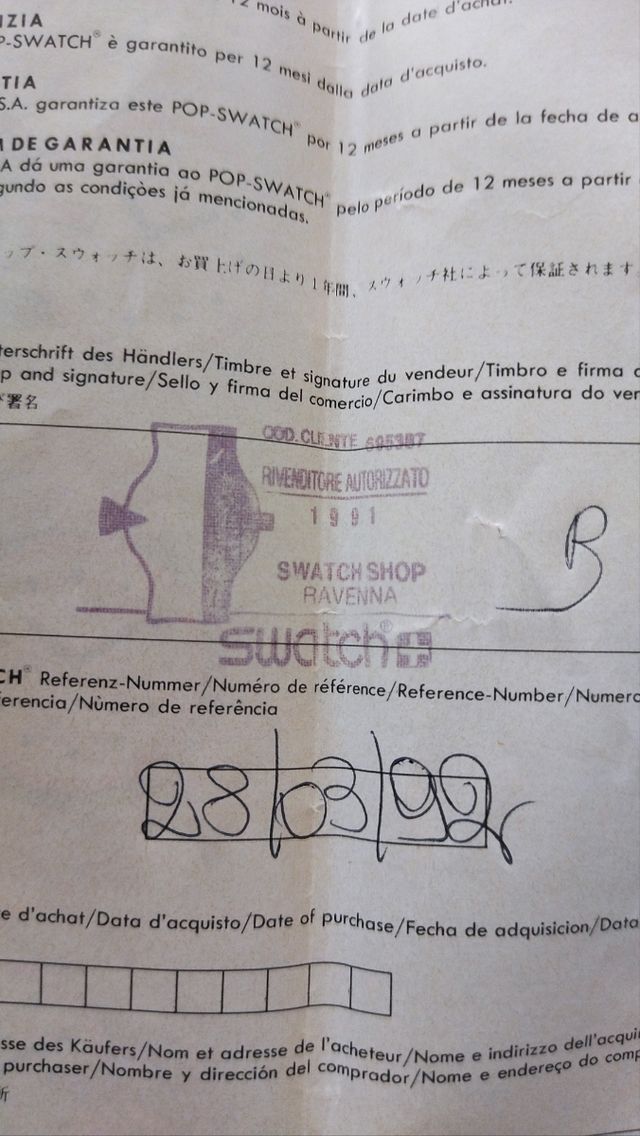 12 mois à partir de la date d'achat.
IZIA
P-SWATCH® è garantito per 12 mesi dalla data d'acquisto.
TIA
S.A. garantiza este POP-SWATCH® por 12 meses a partir de la fecha de a
DE GARANTIA
A dá uma garantia ao POP-SWATCH® pelo período de 12 meses a partir
gundo as condiçòes já mencionadas.
ップ・スウォッチは、お買上げの日より1年間、スウォッチ社によって保証されます。
terschrift des Händlers/Timbre et signature du vendeur/Timbro e firma d
p and signature/Sello y firma del comercio/Carimbo e assinatura do ven
署名
COD. CLIENTE 695387
RIVENDITORE AUTORIZZATO
1991
SWATCH SHOP
RAVENNA
B
swatch®
CH® Referenz-Nummer/Numéro de référence/Reference-Number/Numero
ferencia/Nùmero de referência
28/03/92
e d'achat/Data d'acquisto/Date of purchase/Fecha de adquisicion/Data
sse des Käufers/Nom et adresse de l'acheteur/Nome e indirizzo dell'acqui
purchaser/Nombre y dirección del comprador/Nome e endereço do comp
所